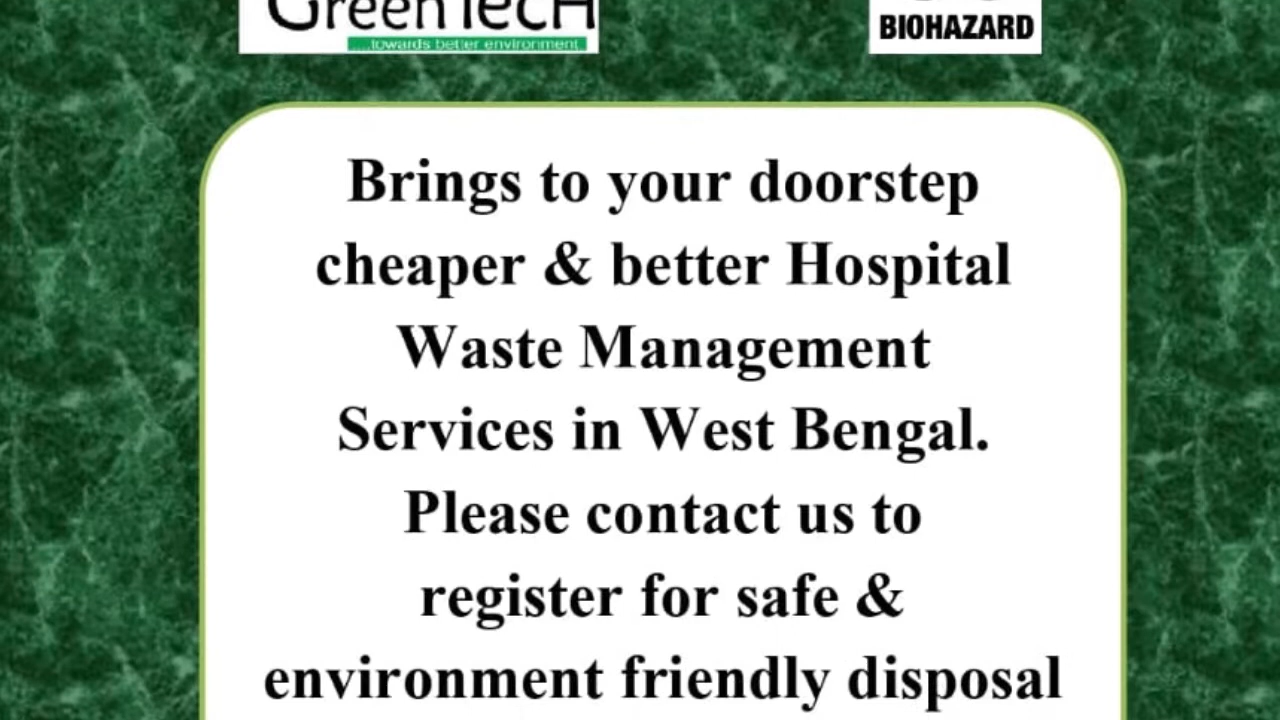 GreenTecH
...towards better environment
BIOHAZARD
Brings to your doorstep
cheaper & better Hospital
Waste Management
Services in West Bengal.
Please contact us to
register for safe &
environment friendly disposal